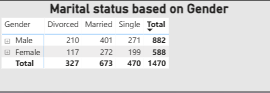 Marital status based on Gender
Gender Divorced Married Single Total
Male 210 401 271 882
Female 117 272 199 588
Total 327 673 470 1470